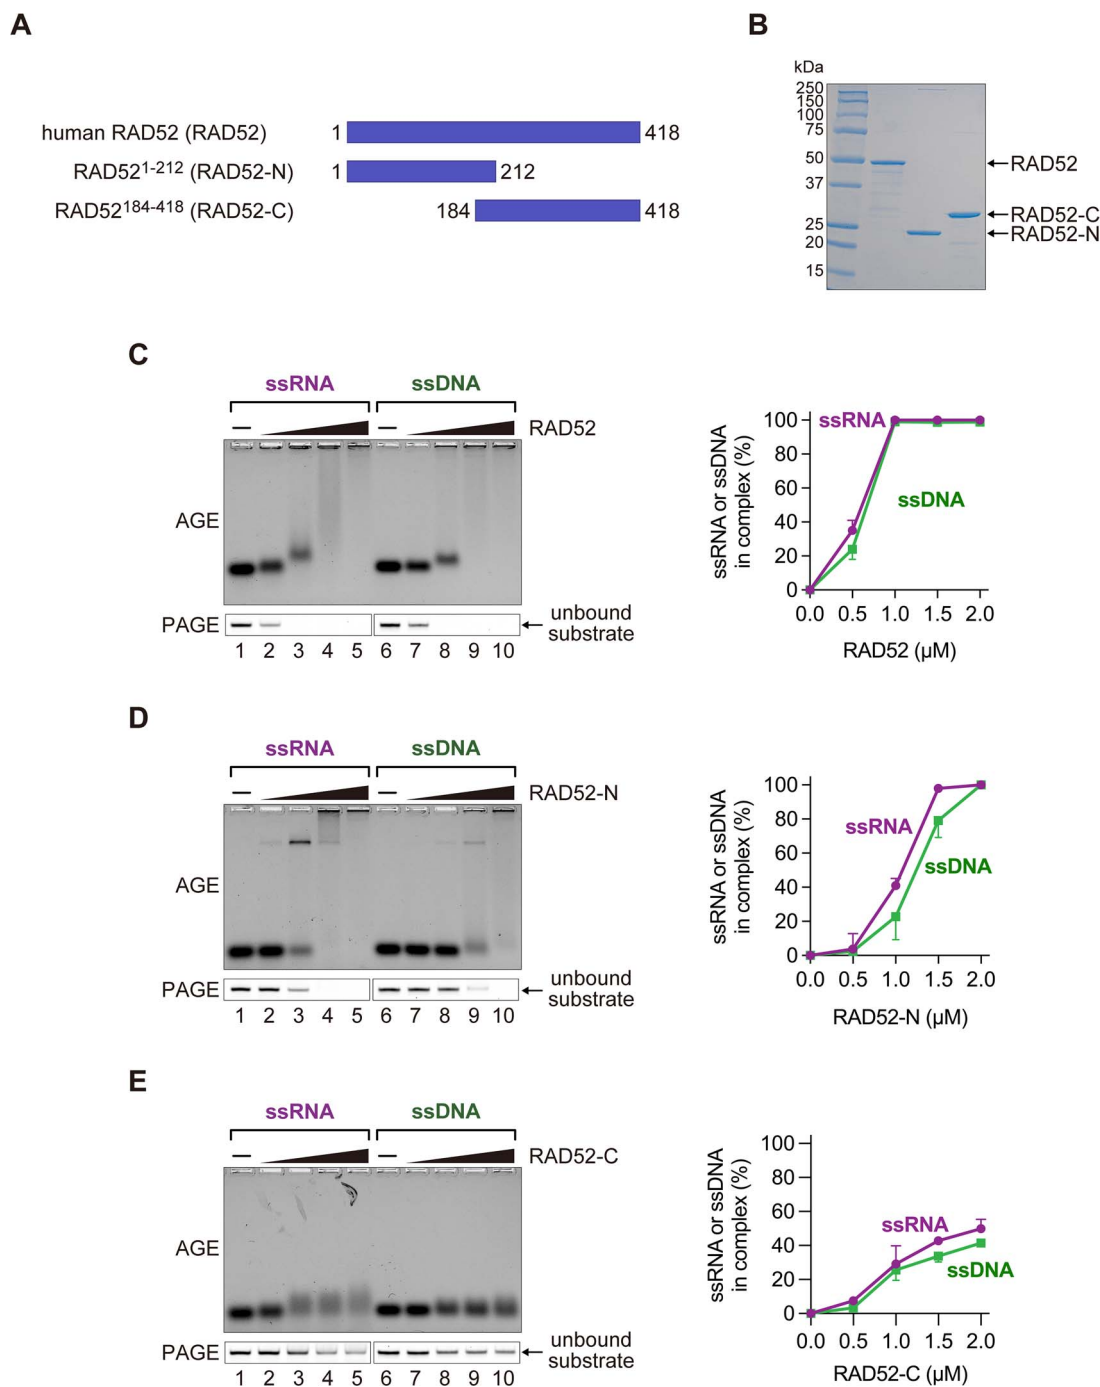 A
human RAD52 (RAD52) 1 418
RAD52¹⁻²¹² (RAD52-N) 1 212
RAD52¹⁸⁴⁻⁴¹⁸ (RAD52-C) 184 418
B
kDa
250
150
100
75
50
37
25
20
15
RAD52
RAD52-C
RAD52-N
C
ssRNA ssDNA
— — RAD52
AGE
PAGE
unbound
substrate
1 2 3 4 5 6 7 8 9 10
ssRNA or ssDNA
in complex (%)
100
80
60
40
20
0
ssRNA
ssDNA
0.0 0.5 1.0 1.5 2.0
RAD52 (µM)
D
ssRNA ssDNA
— — RAD52-N
AGE
PAGE
unbound
substrate
1 2 3 4 5 6 7 8 9 10
ssRNA or ssDNA
in complex (%)
100
80
60
40
20
0
ssRNA
ssDNA
0.0 0.5 1.0 1.5 2.0
RAD52-N (µM)
E
ssRNA ssDNA
— — RAD52-C
AGE
PAGE
unbound
substrate
1 2 3 4 5 6 7 8 9 10
ssRNA or ssDNA
in complex (%)
100
80
60
40
20
0
ssRNA
ssDNA
0.0 0.5 1.0 1.5 2.0
RAD52-C (µM)